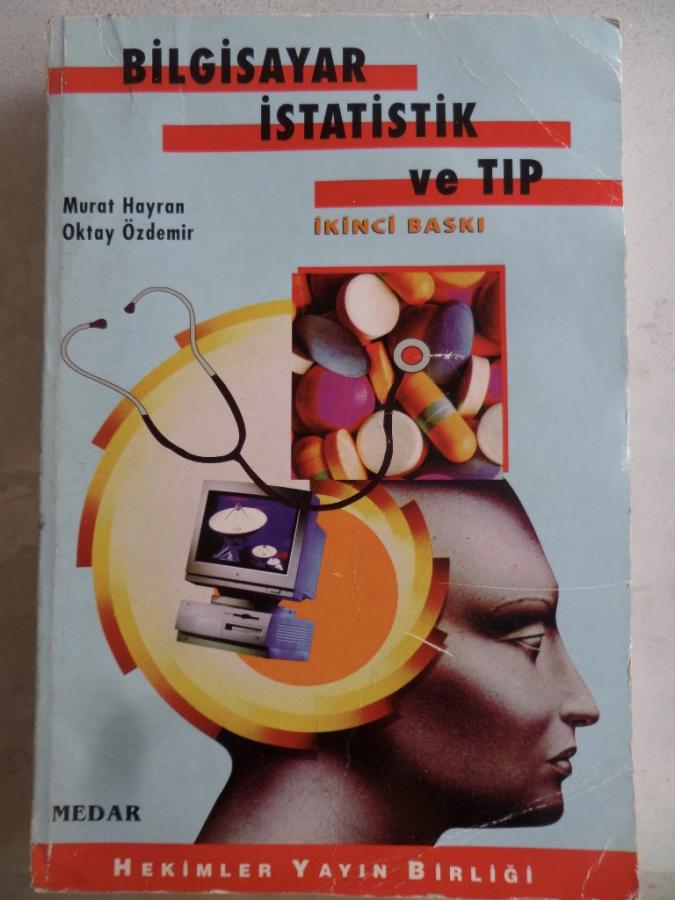 BİLGİSAYAR
İSTATİSTİK
ve TIP
Murat Hayran
Oktay Özdemir
İKİNCİ BASKI
MEDAR
HEKİMLER YAYIN BİRLİĞİ